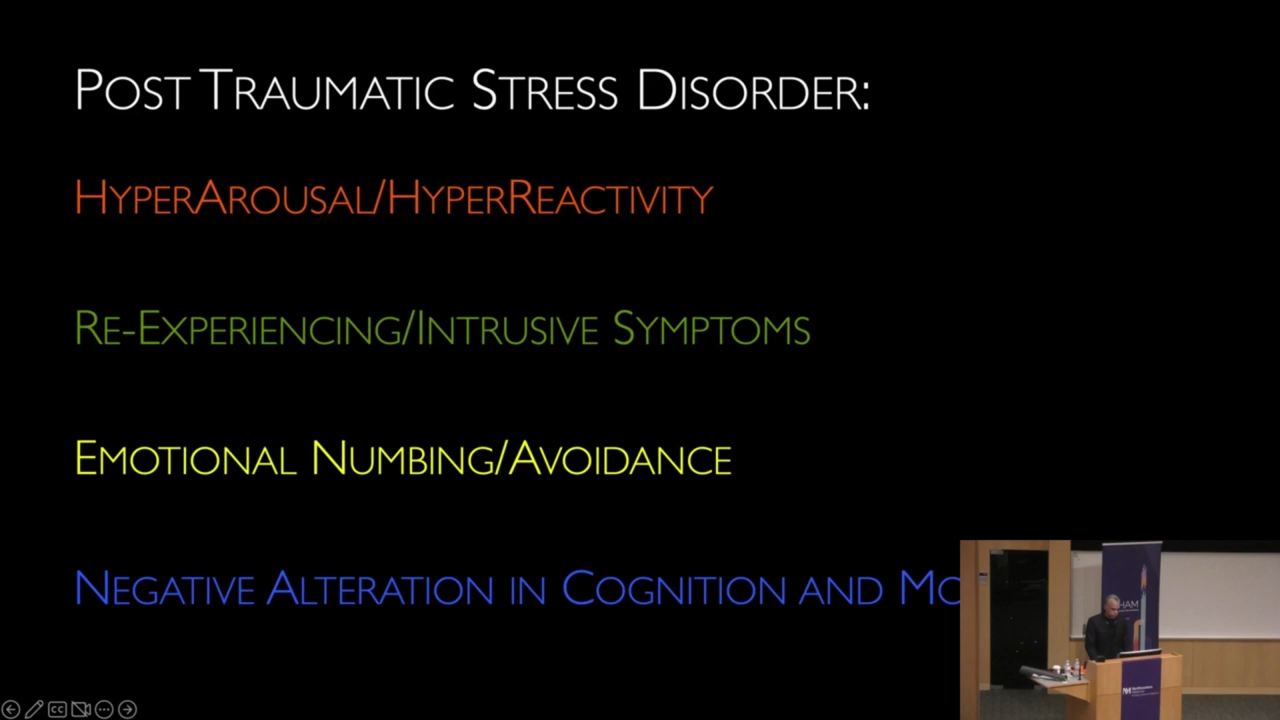 POST TRAUMATIC STRESS DISORDER:
HYPERAROUSAL/HYPERREACTIVITY
RE-EXPERIENCING/INTRUSIVE SYMPTOMS
EMOTIONAL NUMBING/AVOIDANCE
NEGATIVE ALTERATION IN COGNITION AND MO
HAM